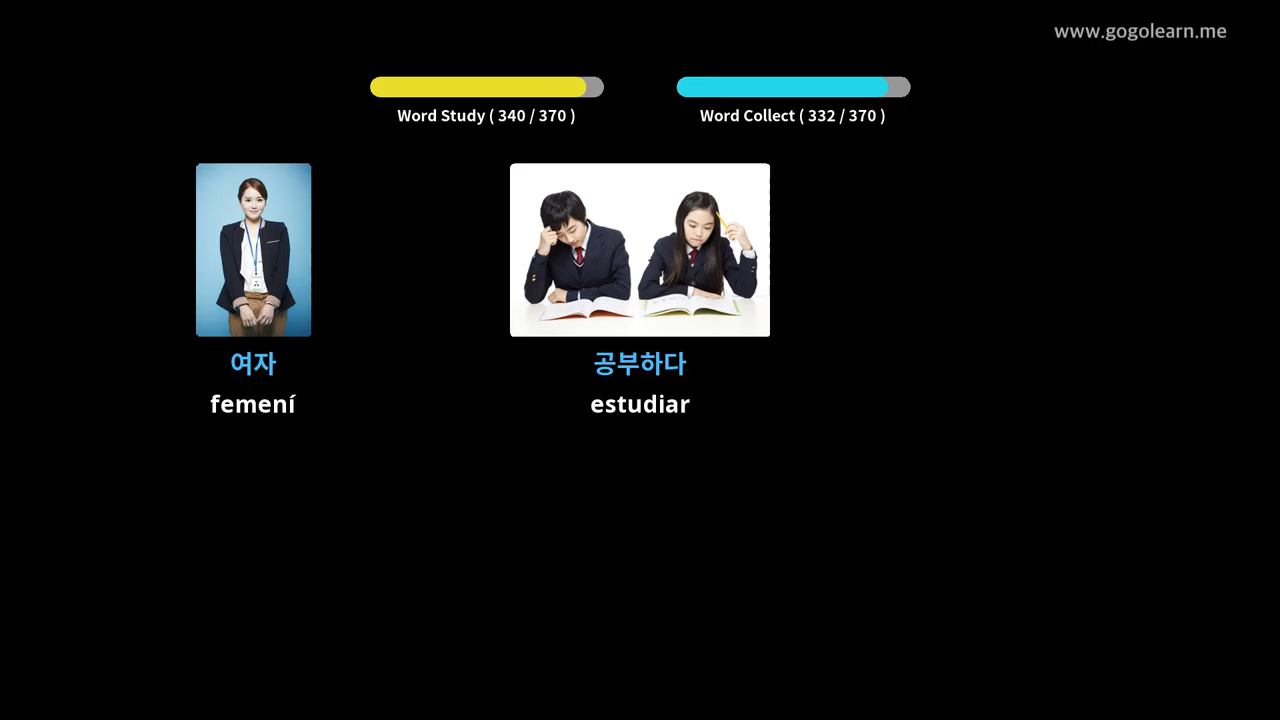 www.gogolearn.me
Word Study ( 340 / 370 )
Word Collect ( 332 / 370 )
여자
femení
공부하다
estudiar